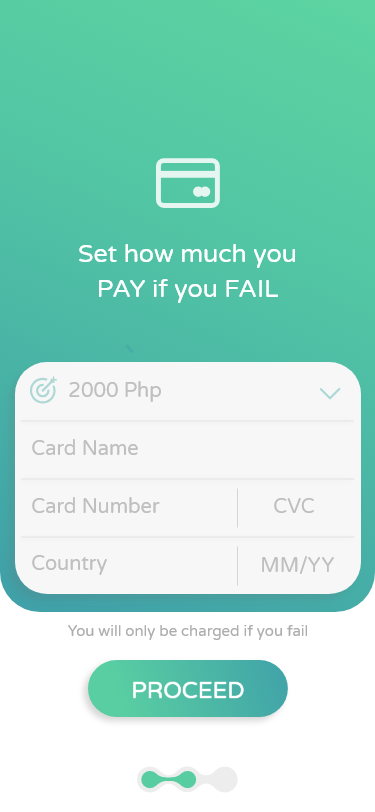 Set how much you
PAY if you FAIL
2000 Php
Card Name
Card Number CVC
Country MM/YY
You will only be charged if you fail
PROCEED